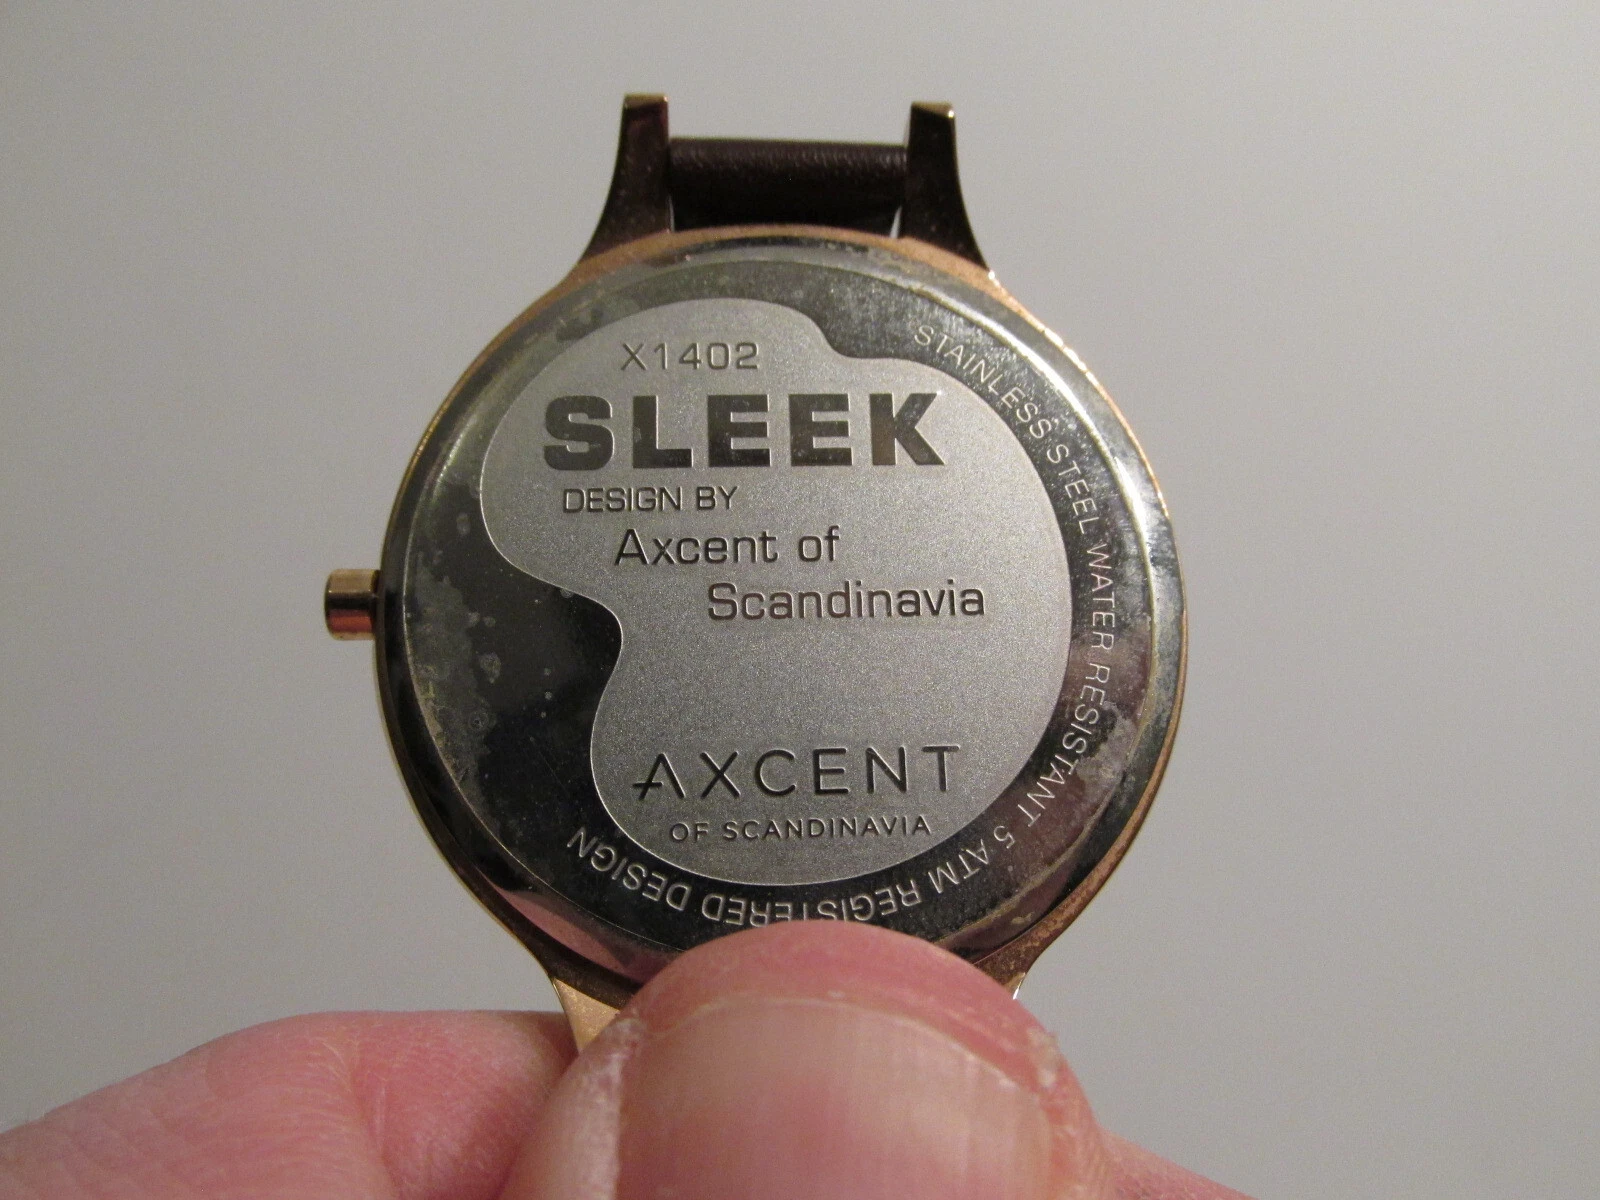 X1402
SLEEK
DESIGN BY
Axcent of
Scandinavia
AXCENT
OF SCANDINAVIA
STAINLESS STEEL WATER RESISTANT 5 ATM REGISTERED DESIGN